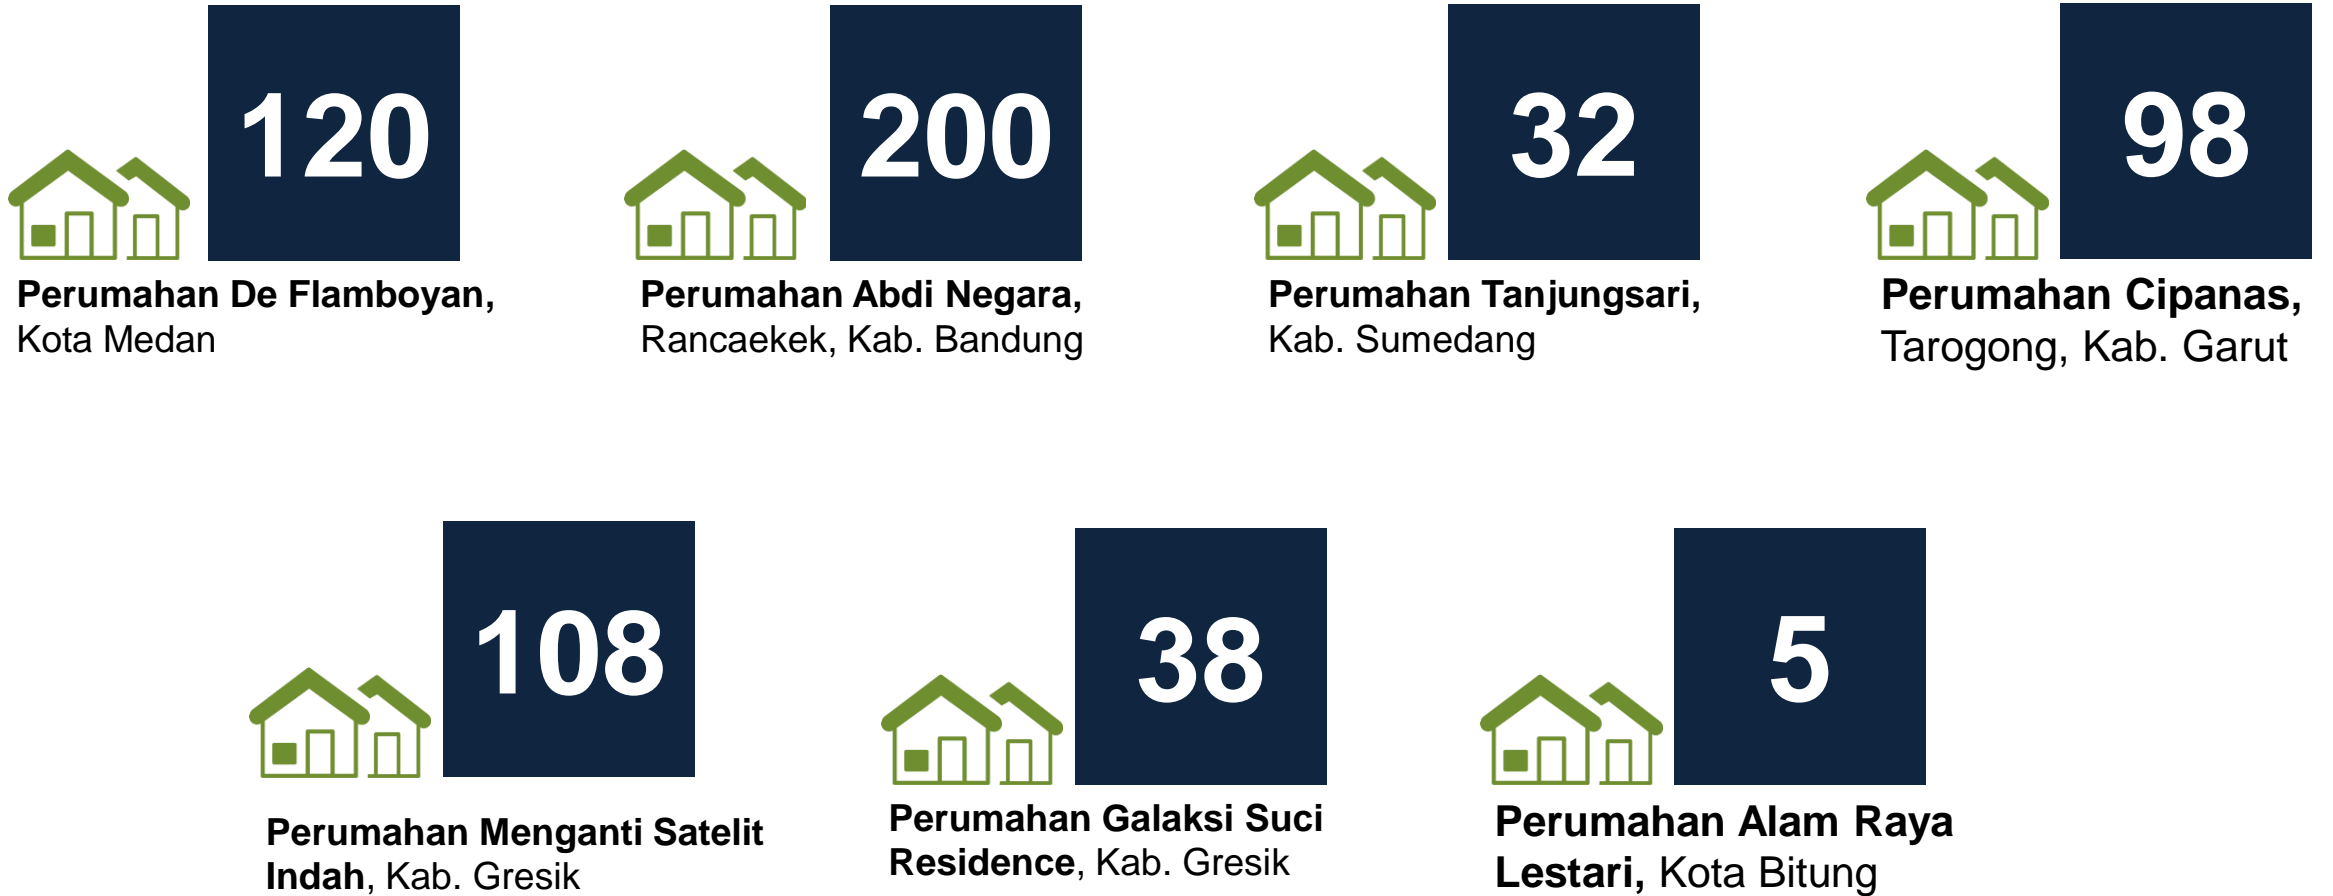 120
Perumahan De Flamboyan,
Kota Medan
200
Perumahan Abdi Negara,
Rancaekek, Kab. Bandung
32
Perumahan Tanjungsari,
Kab. Sumedang
98
Perumahan Cipanas,
Tarogong, Kab. Garut
108
Perumahan Menganti Satelit
Indah, Kab. Gresik
38
Perumahan Galaksi Suci
Residence, Kab. Gresik
5
Perumahan Alam Raya
Lestari, Kota Bitung